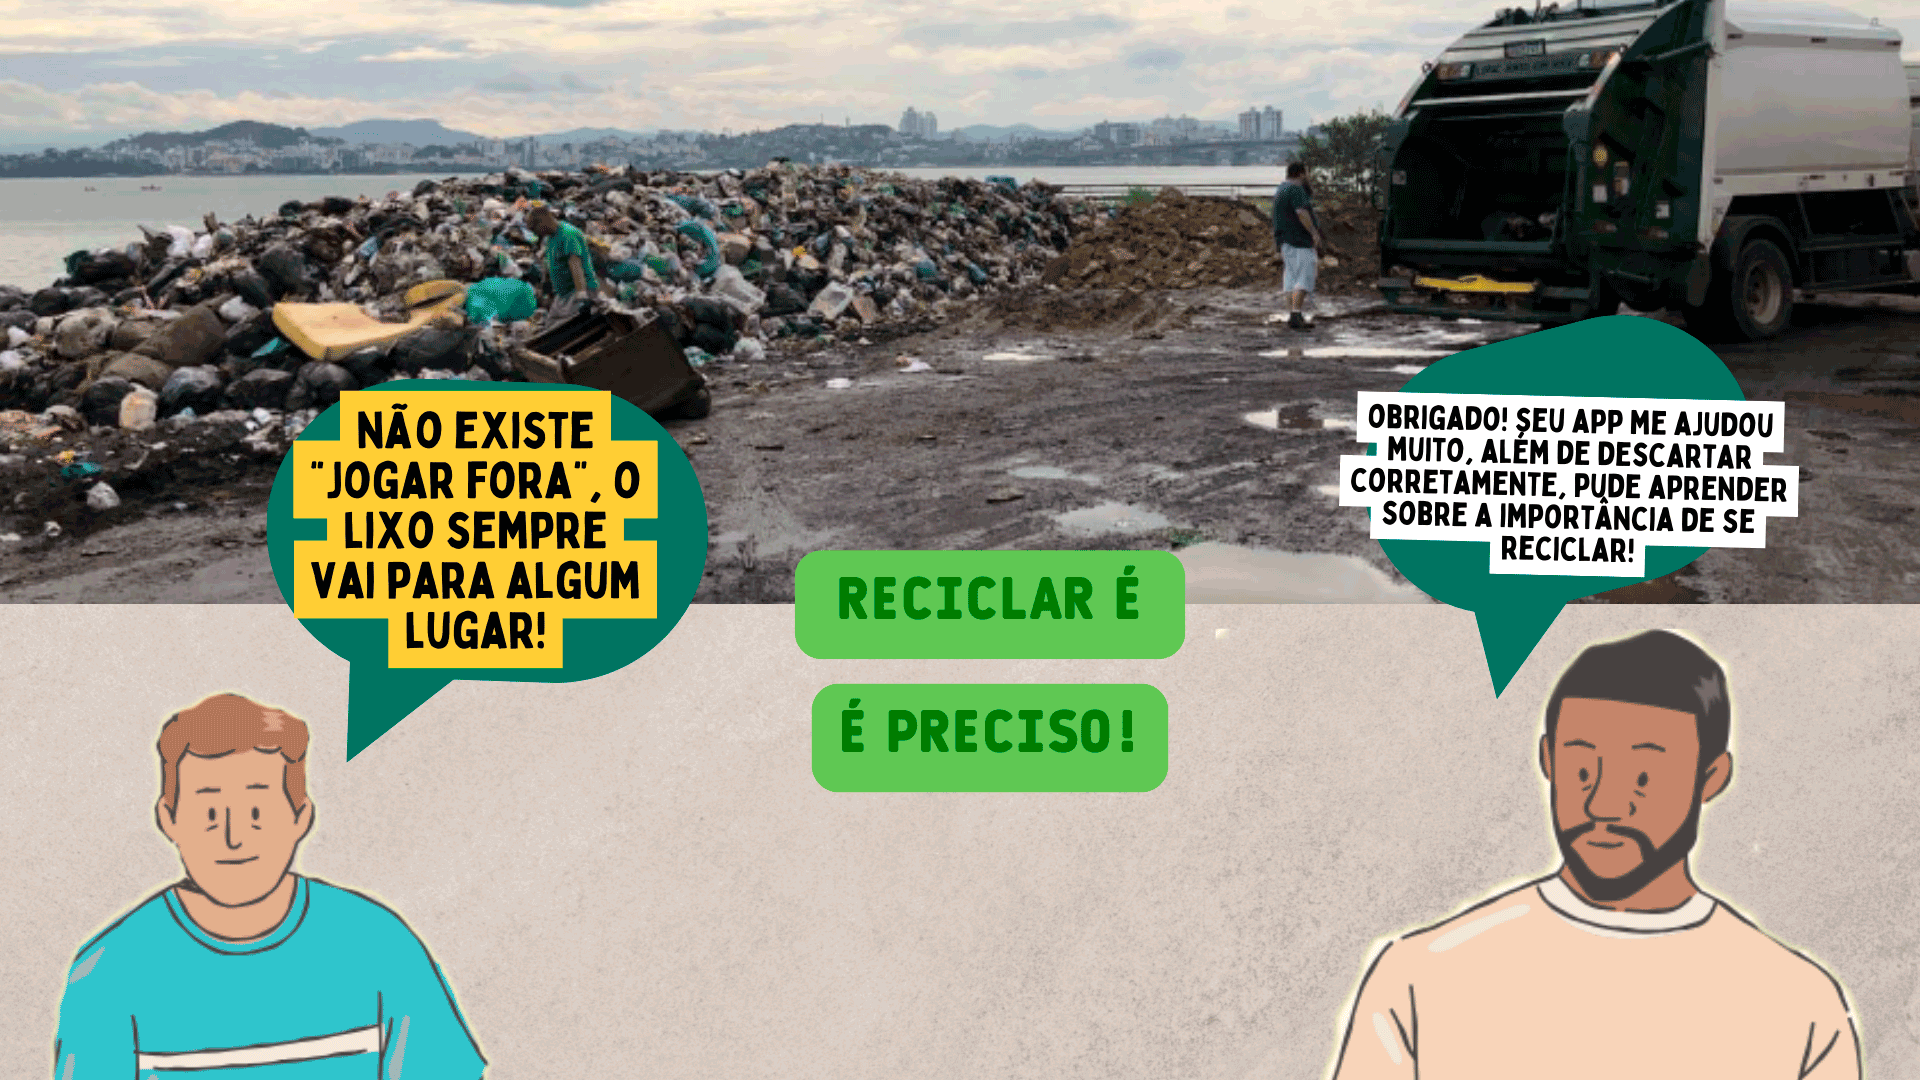 NÃO EXISTE
"JOGAR FORA", O
LIXO SEMPRE
VAI PARA ALGUM
LUGAR!
OBRIGADO! SEU APP ME AJUDOU
MUITO, ALÉM DE DESCARTAR
CORRETAMENTE, PUDE APRENDER
SOBRE A IMPORTÂNCIA DE SE
RECICLAR!
RECICLAR É
É PRECISO!